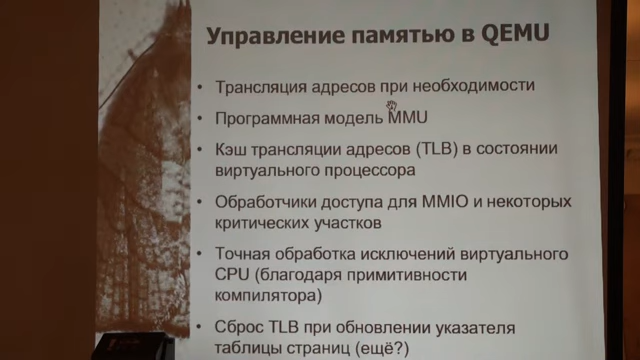 Управление памятью в QEMU
• Трансляция адресов при необходимости
• Программная модель MMU
• Кэш трансляции адресов (TLB) в состоянии
виртуального процессора
• Обработчики доступа для MMIO и некоторых
критических участков
• Точная обработка исключений виртуального
CPU (благодаря примитивности
компилятора)
• Сброс TLB при обновлении указателя
таблицы страниц (ещё?)